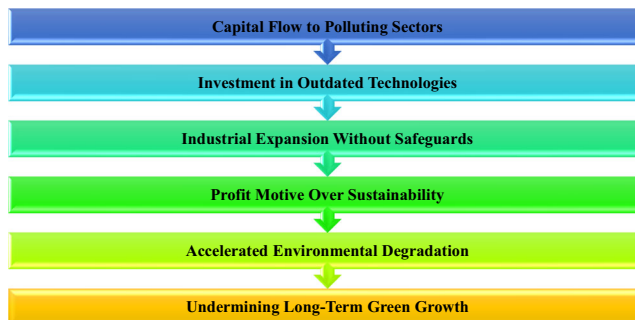 Capital Flow to Polluting Sectors
Investment in Outdated Technologies
Industrial Expansion Without Safeguards
Profit Motive Over Sustainability
Accelerated Environmental Degradation
Undermining Long-Term Green Growth